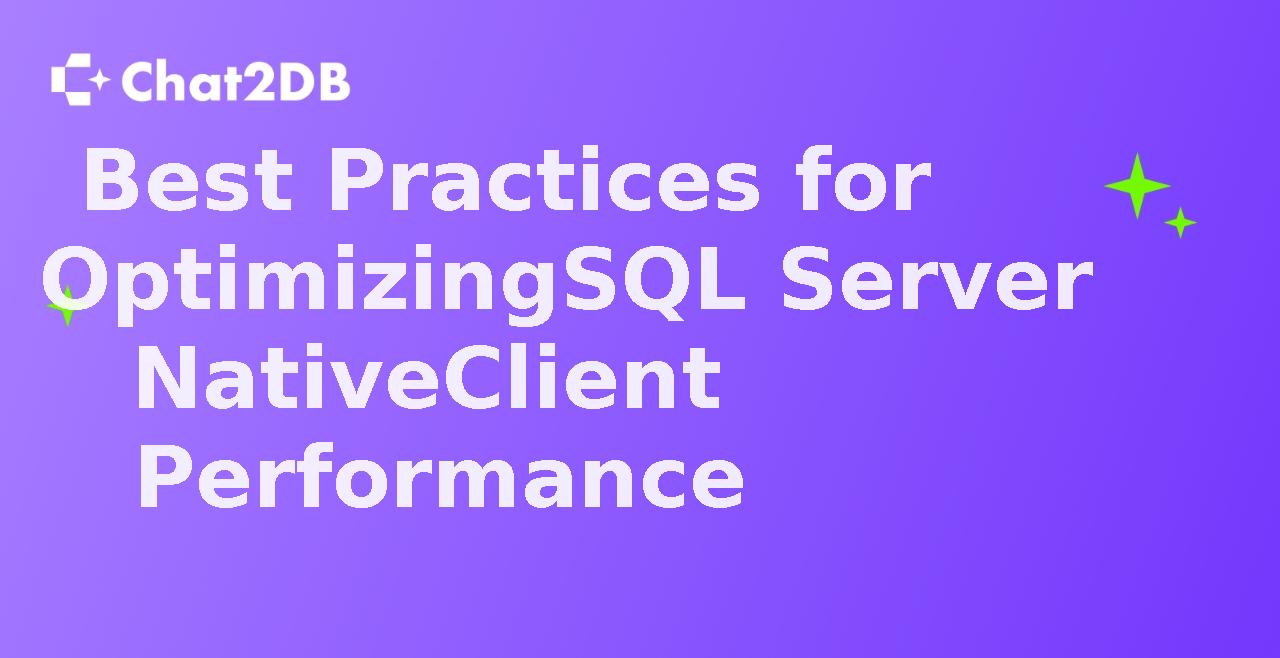 Chat2DB
Best Practices for
OptimizingSQL Server
NativeClient
Performance